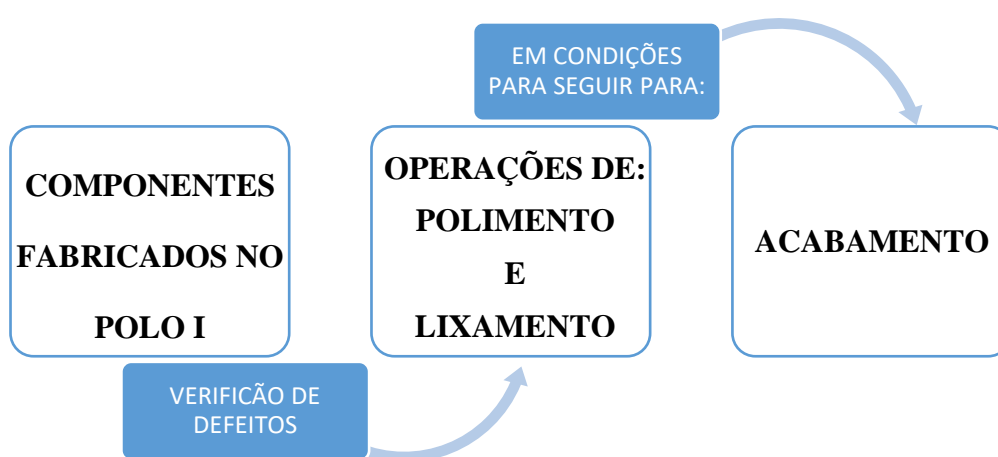 COMPONENTES
FABRICADOS NO
POLO I
VERIFICÃO DE
DEFEITOS
OPERAÇÕES DE:
POLIMENTO
E
LIXAMENTO
EM CONDIÇÕES
PARA SEGUIR PARA:
ACABAMENTO